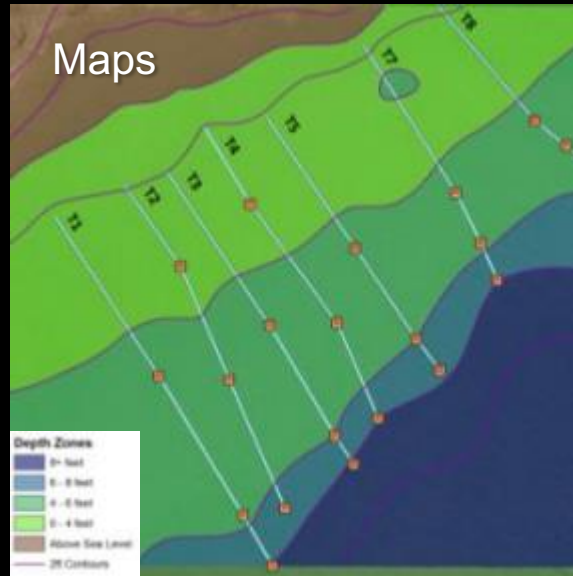 Maps
T8
T7
T5
T4
T3
T2
T1
Depth Zones
8+ feet
6 - 8 feet
4 - 6 feet
0 - 4 feet
Above Sea Level
2ft Contours